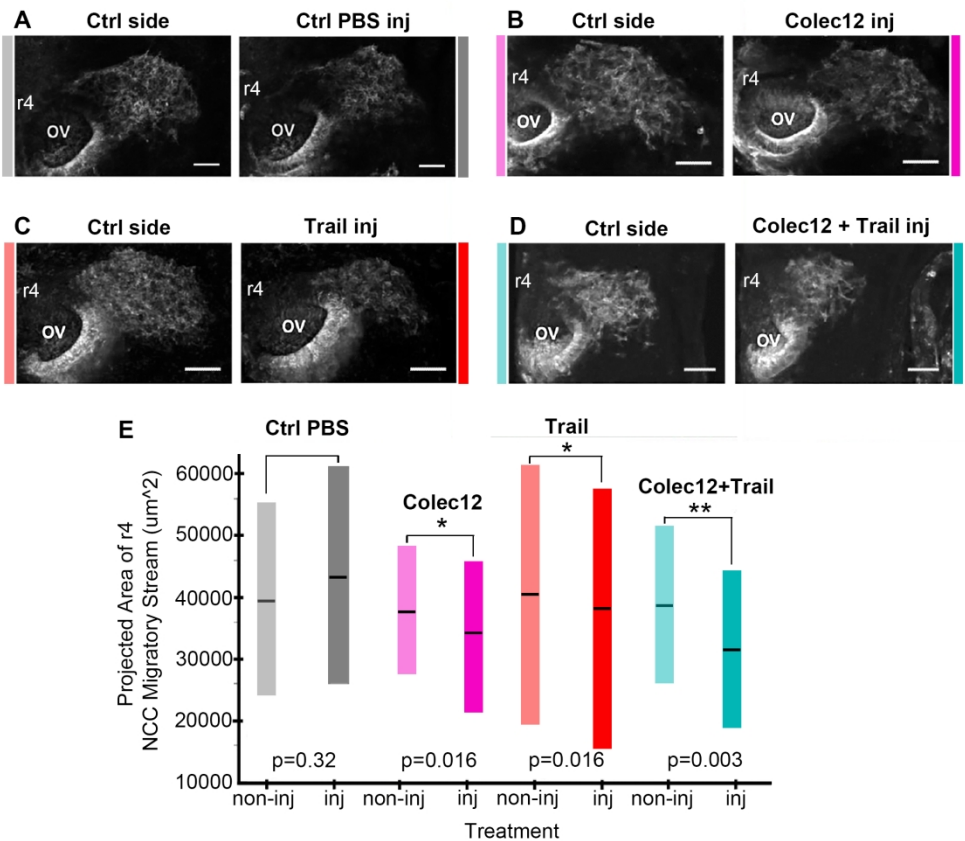 A Ctrl side Ctrl PBS inj
r4
OV
OV
B Ctrl side Colec12 inj
r4
r4
OV
OV
C Ctrl side Trail inj
r4
r4
OV
OV
D Ctrl side Colec12 + Trail inj
r4
r4
OV
OV
E
Ctrl PBS
Trail
*
Colec12
*
Colec12+Trail
**
Projected Area of r4
NCC Migratory Stream (um^2)
60000
50000
40000
30000
20000
10000
p=0.32 p=0.016 p=0.016 p=0.003
non-inj inj non-inj inj non-inj inj non-inj inj
Treatment